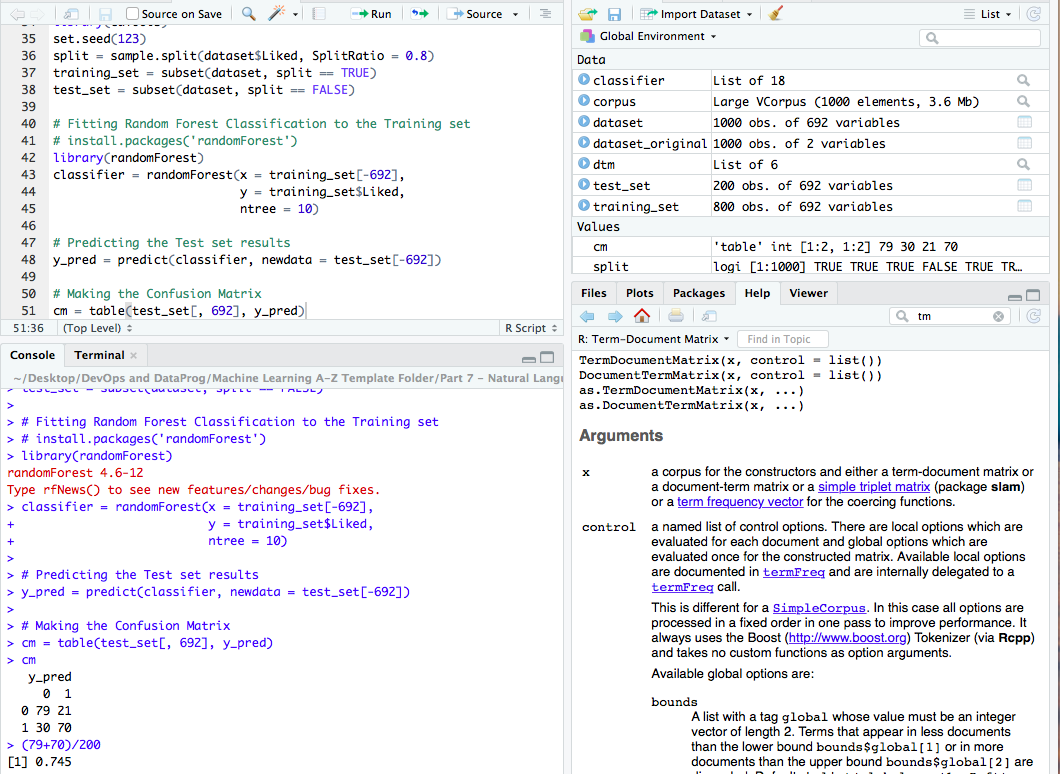 Source on Save
Run
Source
35 set.seed(123)
36 split = sample.split(dataset$Liked, SplitRatio = 0.8)
37 training_set = subset(dataset, split == TRUE)
38 test_set = subset(dataset, split == FALSE)
39
40 # Fitting Random Forest Classification to the Training set
41 # install.packages('randomForest')
42 library(randomForest)
43 classifier = randomForest(x = training_set[-692],
44 y = training_set$Liked,
45 ntree = 10)
46
47 # Predicting the Test set results
48 y_pred = predict(classifier, newdata = test_set[-692])
49
50 # Making the Confusion Matrix
51 cm = table(test_set[, 692], y_pred)
51:36 (Top Level) R Script
Console Terminal
~/Desktop/DevOps and DataProg/Machine Learning A-Z Template Folder/Part 7 - Natural Langu
> test_set = subset(dataset, split == FALSE)
>
> # Fitting Random Forest Classification to the Training set
> # install.packages('randomForest')
> library(randomForest)
randomForest 4.6-12
Type rfNews() to see new features/changes/bug fixes.
> classifier = randomForest(x = training_set[-692],
+ y = training_set$Liked,
+ ntree = 10)
>
> # Predicting the Test set results
> y_pred = predict(classifier, newdata = test_set[-692])
>
> # Making the Confusion Matrix
> cm = table(test_set[, 692], y_pred)
> cm
y_pred
0 1
0 79 21
1 30 70
> (79+70)/200
[1] 0.745
Import Dataset
List
Global Environment
Data
classifier List of 18
corpus Large VCorpus (1000 elements, 3.6 Mb)
dataset 1000 obs. of 692 variables
dataset_original 1000 obs. of 2 variables
dtm List of 6
test_set 200 obs. of 692 variables
training_set 800 obs. of 692 variables
Values
cm 'table' int [1:2, 1:2] 79 30 21 70
split logi [1:1000] TRUE TRUE TRUE FALSE TRUE TR…
Files Plots Packages Help Viewer
tm
R: Term-Document Matrix Find in Topic
TermDocumentMatrix(x, control = list())
DocumentTermMatrix(x, control = list())
as.TermDocumentMatrix(x, ...)
as.DocumentTermMatrix(x, ...)
Arguments
x a corpus for the constructors and either a term-document matrix or
a document-term matrix or a simple triplet matrix (package slam)
or a term frequency vector for the coercing functions.
control a named list of control options. There are local options which are
evaluated for each document and global options which are
evaluated once for the constructed matrix. Available local options
are documented in termFreq and are internally delegated to a
termFreq call.
This is different for a SimpleCorpus. In this case all options are
processed in a fixed order in one pass to improve performance. It
always uses the Boost (http://www.boost.org) Tokenizer (via Rcpp)
and takes no custom functions as option arguments.
Available global options are:
bounds
A list with a tag global whose value must be an integer
vector of length 2. Terms that appear in less documents
than the lower bound bounds$global[1] or in more
documents than the upper bound bounds$global[2] are